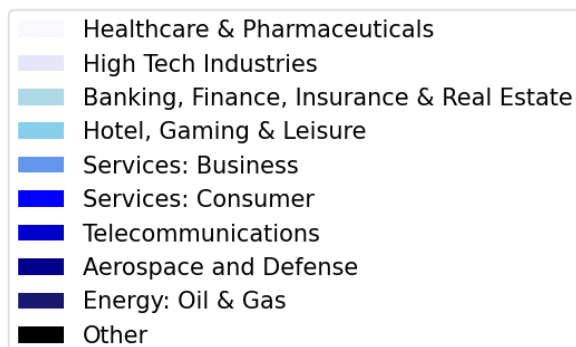 Healthcare & Pharmaceuticals
High Tech Industries
Banking, Finance, Insurance & Real Estate
Hotel, Gaming & Leisure
Services: Business
Services: Consumer
Telecommunications
Aerospace and Defense
Energy: Oil & Gas
Other